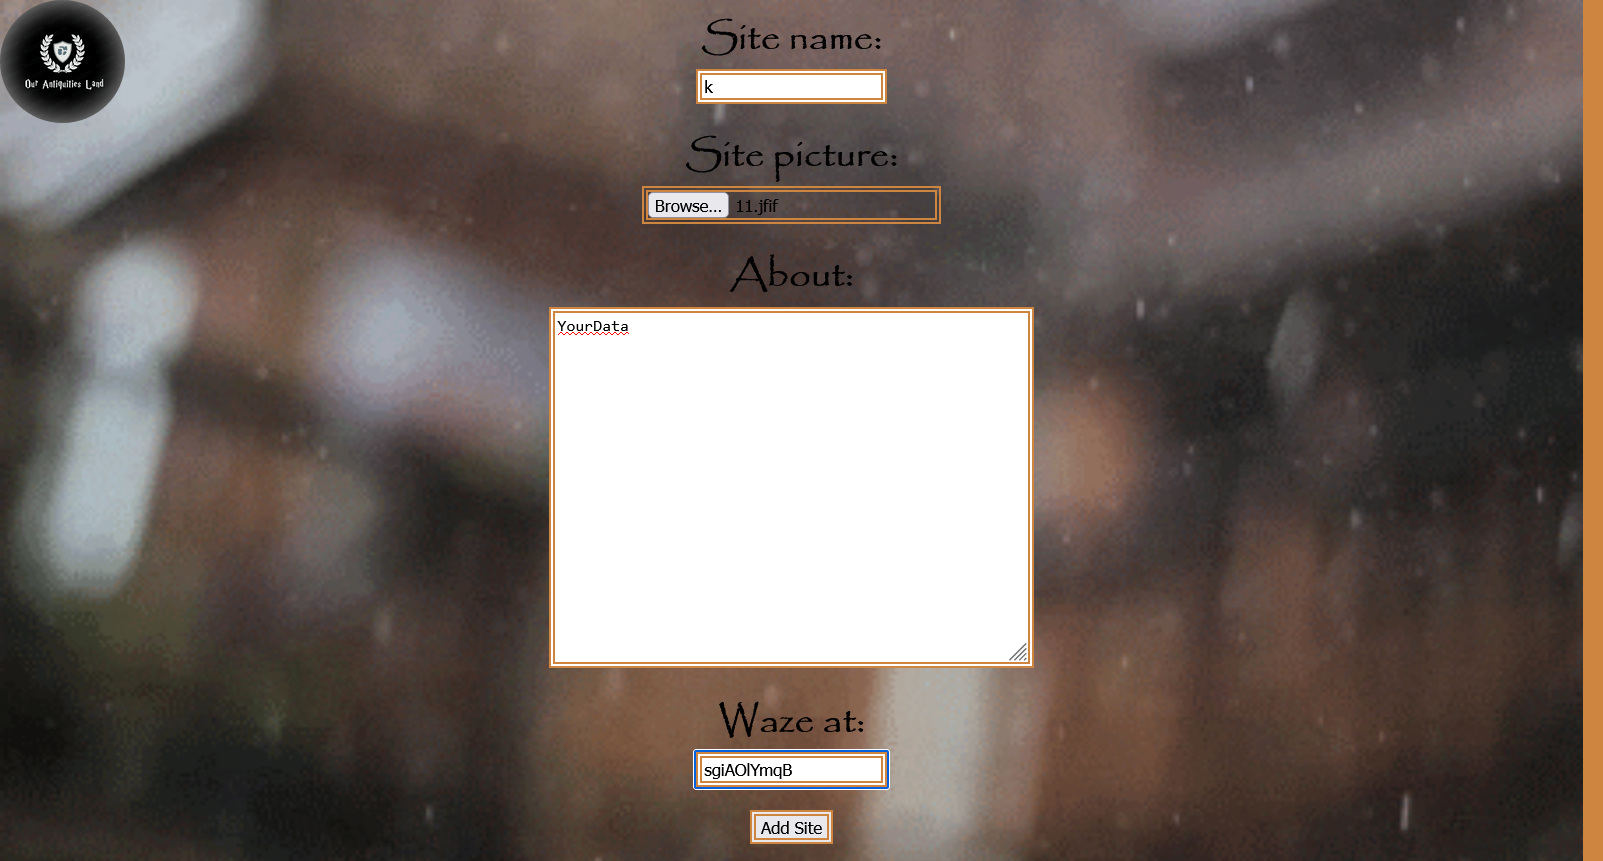 Our Antiquities Land
Site name:
k
Site picture:
Browse... 11.jfif
About:
YourData
Waze at:
sgiAOlYmqB
Add Site